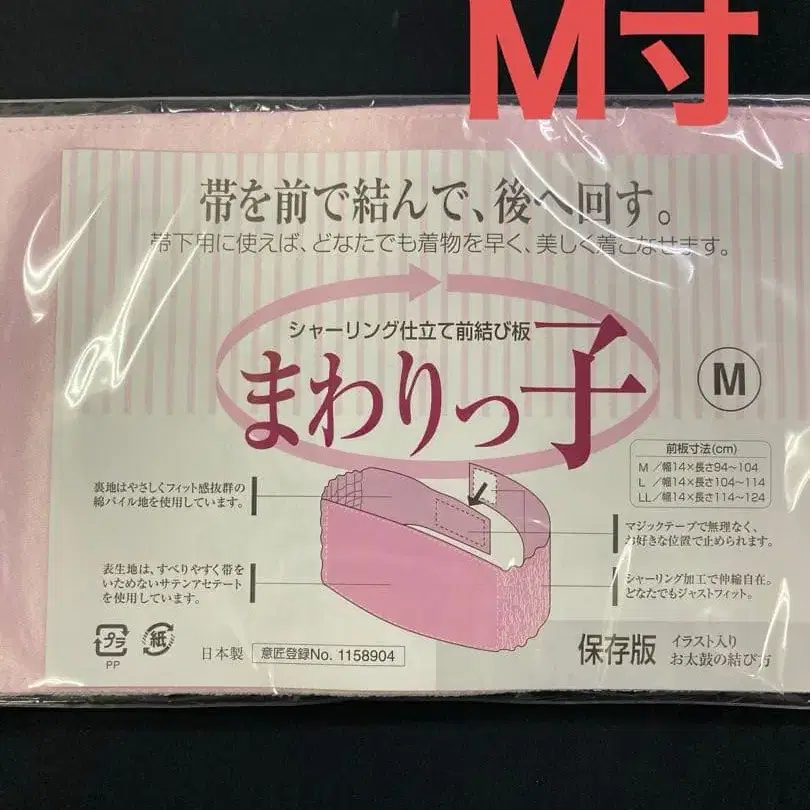 M寸
帯を前で結んで、後へ回す。
帯下用に使えば、どなたでも着物を早く、美しく着こなせます。
シャーリング仕立て前結び板
まわりっ子
M
前板寸法(cm)
M／幅14×長さ94〜104
L／幅14×長さ104〜114
LL／幅14×長さ114〜124
裏地はやさしくフィット感抜群の
綿パイル地を使用しています。
マジックテープで無理なく、
お好きな位置で止められます。
表生地は、すべりやすく帯を
いためないサテンアセテート
を使用しています。
シャーリング加工で伸縮自在。
どなたでもジャストフィット。
プラ
PP
紙
日本製
意匠登録No. 1158904
保存版
イラスト入り
お太鼓の結び方